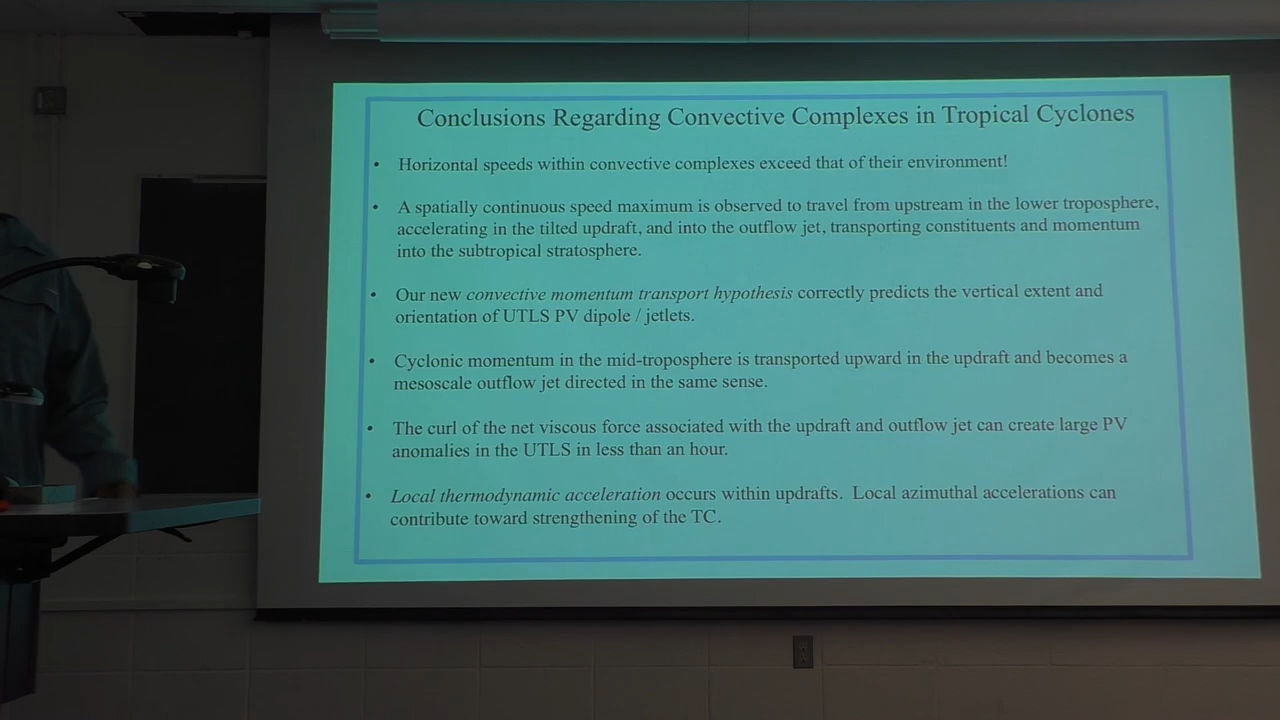 Conclusions Regarding Convective Complexes in Tropical Cyclones
• Horizontal speeds within convective complexes exceed that of their environment!
• A spatially continuous speed maximum is observed to travel from upstream in the lower troposphere,
accelerating in the tilted updraft, and into the outflow jet, transporting constituents and momentum
into the subtropical stratosphere.
• Our new convective momentum transport hypothesis correctly predicts the vertical extent and
orientation of UTLS PV dipole / jetlets.
• Cyclonic momentum in the mid-troposphere is transported upward in the updraft and becomes a
mesoscale outflow jet directed in the same sense.
• The curl of the net viscous force associated with the updraft and outflow jet can create large PV
anomalies in the UTLS in less than an hour.
• Local thermodynamic acceleration occurs within updrafts. Local azimuthal accelerations can
contribute toward strengthening of the TC.